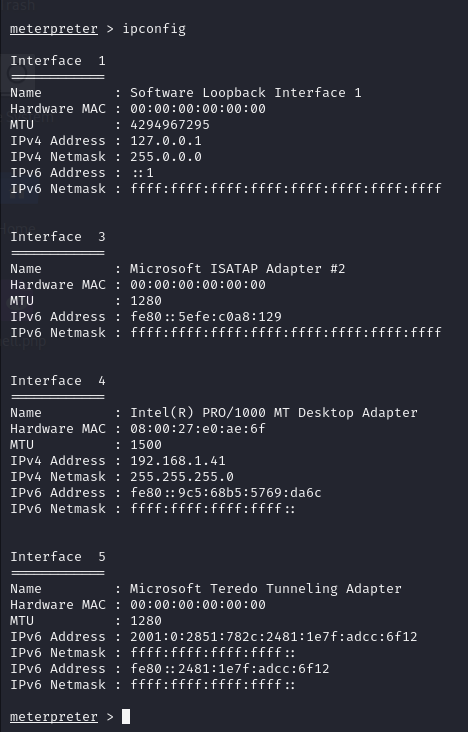 meterpreter > ipconfig
Interface  1
============
Name         : Software Loopback Interface 1
Hardware MAC : 00:00:00:00:00:00
MTU          : 4294967295
IPv4 Address : 127.0.0.1
IPv4 Netmask : 255.0.0.0
IPv6 Address : ::1
IPv6 Netmask : ffff:ffff:ffff:ffff:ffff:ffff:ffff:ffff
Interface  3
============
Name         : Microsoft ISATAP Adapter #2
Hardware MAC : 00:00:00:00:00:00
MTU          : 1280
IPv6 Address : fe80::5efe:c0a8:129
IPv6 Netmask : ffff:ffff:ffff:ffff:ffff:ffff:ffff:ffff
Interface  4
============
Name         : Intel(R) PRO/1000 MT Desktop Adapter
Hardware MAC : 08:00:27:e0:ae:6f
MTU          : 1500
IPv4 Address : 192.168.1.41
IPv4 Netmask : 255.255.255.0
IPv6 Address : fe80::9c5:68b5:5769:da6c
IPv6 Netmask : ffff:ffff:ffff:ffff::
Interface  5
============
Name         : Microsoft Teredo Tunneling Adapter
Hardware MAC : 00:00:00:00:00:00
MTU          : 1280
IPv6 Address : 2001:0:2851:782c:2481:1e7f:adcc:6f12
IPv6 Netmask : ffff:ffff:ffff:ffff::
IPv6 Address : fe80::2481:1e7f:adcc:6f12
IPv6 Netmask : ffff:ffff:ffff:ffff::
meterpreter >